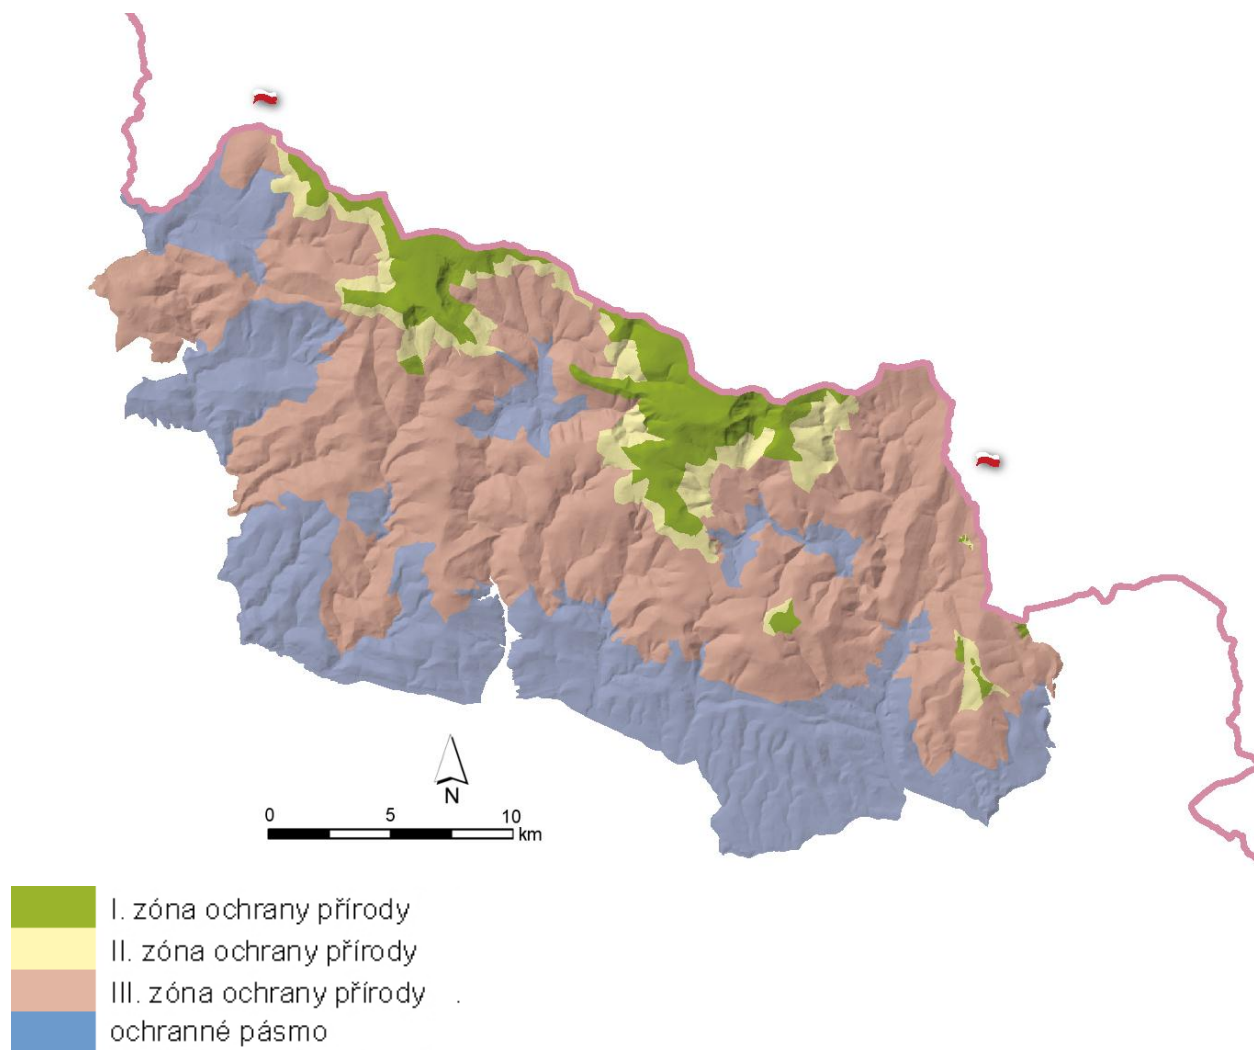 N
0 5 10
km
I. zóna ochrany přírody
II. zóna ochrany přírody
III. zóna ochrany přírody .
ochranné pásmo